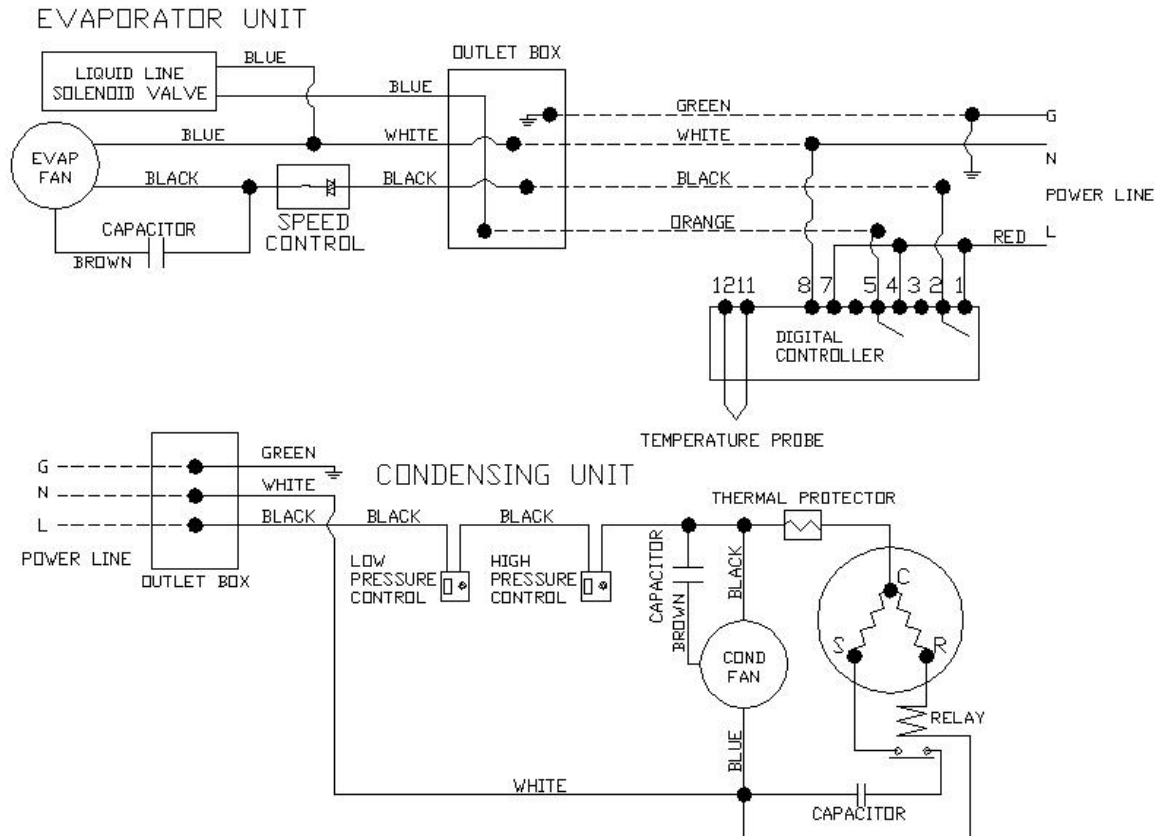 EVAPORATOR UNIT
BLUE
OUTLET BOX
LIQUID LINE
SOLENOID VALVE
BLUE
GREEN
G
BLUE
WHITE
WHITE
N
EVAP
FAN
BLACK
BLACK
BLACK
POWER LINE
SPEED
CONTROL
CAPACITOR
ORANGE
L
RED
BROWN
12 11 8 7 5 4 3 2 1
DIGITAL
CONTROLLER
TEMPERATURE PROBE
G
GREEN
CONDENSING UNIT
N
WHITE
THERMAL PROTECTOR
L
BLACK
BLACK
BLACK
POWER LINE
OUTLET BOX
LOW
PRESSURE
CONTROL
HIGH
PRESSURE
CONTROL
CAPACITOR
BROWN
BLACK
C
S
R
COND
FAN
RELAY
BLUE
WHITE
CAPACITOR